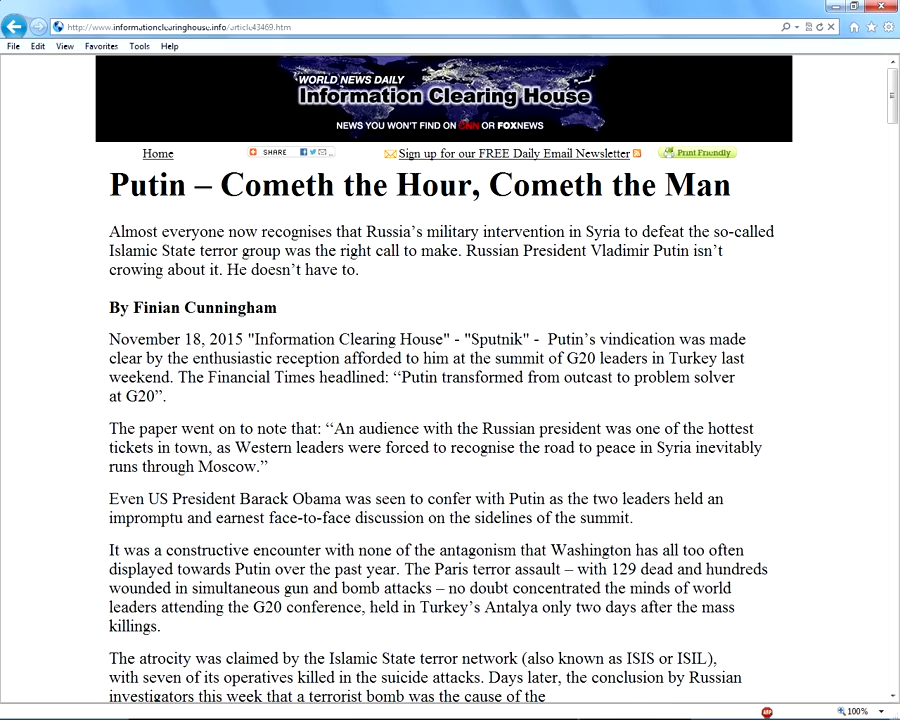 http://www.informationclearinghouse.info/article43469.htm
File Edit View Favorites Tools Help
WORLD NEWS DAILY
Information Clearing House
NEWS YOU WON'T FIND ON CNN OR FOXNEWS
Home SHARE Sign up for our FREE Daily Email Newsletter Print Friendly
Putin – Cometh the Hour, Cometh the Man
Almost everyone now recognises that Russia's military intervention in Syria to defeat the so-called
Islamic State terror group was the right call to make. Russian President Vladimir Putin isn't
crowing about it. He doesn't have to.
By Finian Cunningham
November 18, 2015 "Information Clearing House" - "Sputnik" - Putin's vindication was made
clear by the enthusiastic reception afforded to him at the summit of G20 leaders in Turkey last
weekend. The Financial Times headlined: “Putin transformed from outcast to problem solver
at G20”.
The paper went on to note that: “An audience with the Russian president was one of the hottest
tickets in town, as Western leaders were forced to recognise the road to peace in Syria inevitably
runs through Moscow.”
Even US President Barack Obama was seen to confer with Putin as the two leaders held an
impromptu and earnest face-to-face discussion on the sidelines of the summit.
It was a constructive encounter with none of the antagonism that Washington has all too often
displayed towards Putin over the past year. The Paris terror assault – with 129 dead and hundreds
wounded in simultaneous gun and bomb attacks – no doubt concentrated the minds of world
leaders attending the G20 conference, held in Turkey's Antalya only two days after the mass
killings.
The atrocity was claimed by the Islamic State terror network (also known as ISIS or ISIL),
with seven of its operatives killed in the suicide attacks. Days later, the conclusion by Russian
investigators this week that a terrorist bomb was the cause of the
ABP 100%